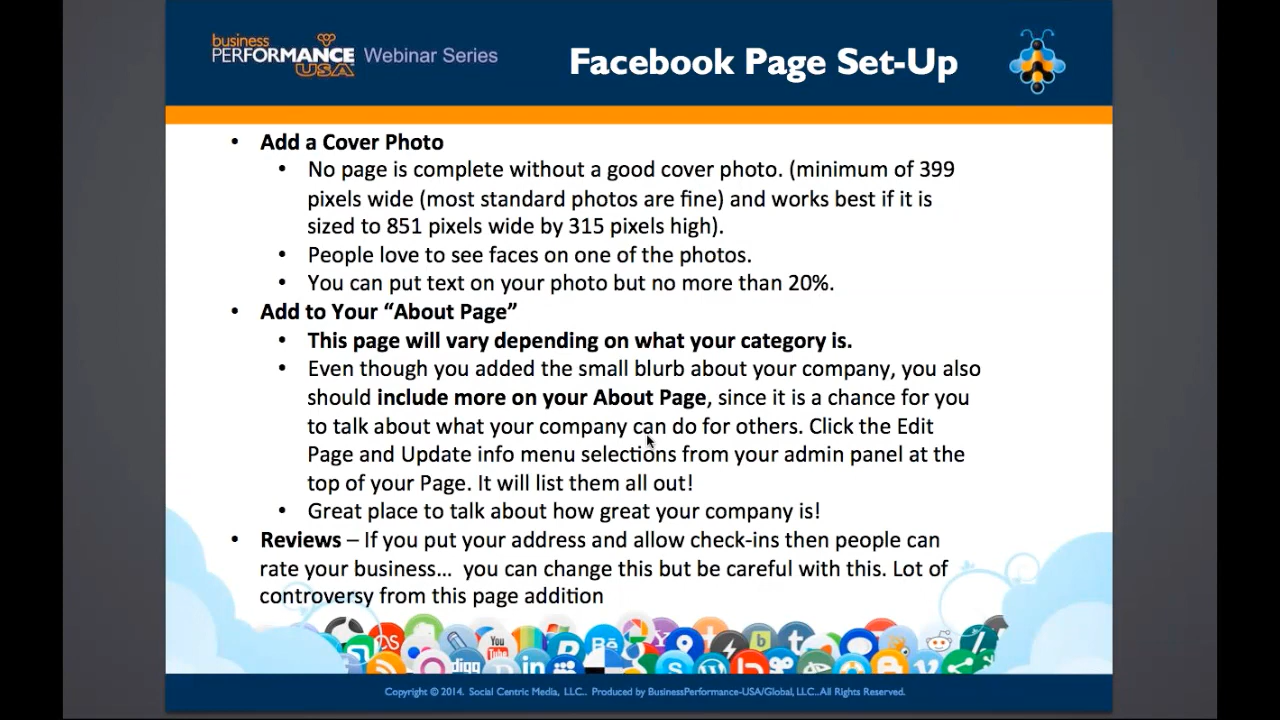 business
PERFORMANCE
USA
Webinar Series
Facebook Page Set-Up
• Add a Cover Photo
• No page is complete without a good cover photo. (minimum of 399
pixels wide (most standard photos are fine) and works best if it is
sized to 851 pixels wide by 315 pixels high).
• People love to see faces on one of the photos.
• You can put text on your photo but no more than 20%.
• Add to Your “About Page”
• This page will vary depending on what your category is.
• Even though you added the small blurb about your company, you also
should include more on your About Page, since it is a chance for you
to talk about what your company can do for others. Click the Edit
Page and Update info menu selections from your admin panel at the
top of your Page. It will list them all out!
• Great place to talk about how great your company is!
• Reviews – If you put your address and allow check-ins then people can
rate your business… you can change this but be careful with this. Lot of
controversy from this page addition
You
Tube
Bē
digg
in
Copyright © 2014. Social Centric Media, LLC.. Produced by BusinessPerformance-USA/Global, LLC..All Rights Reserved.